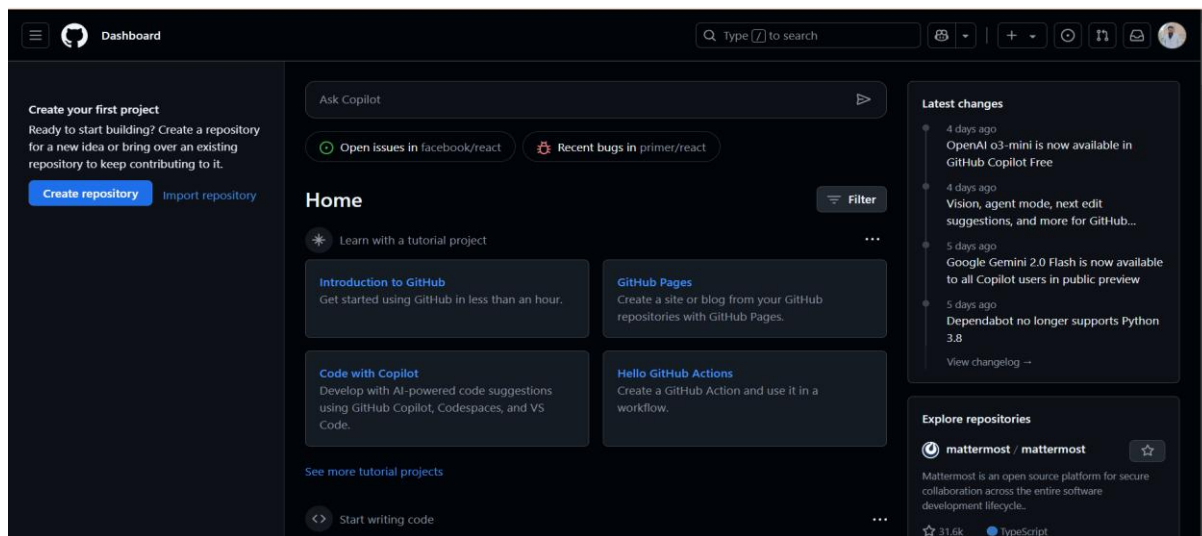 Dashboard
Type / to search
Create your first project
Ready to start building? Create a repository
for a new idea or bring over an existing
repository to keep contributing to it.
Create repository
Import repository
Ask Copilot
Open issues in facebook/react
Recent bugs in primer/react
Home
Filter
Learn with a tutorial project
Introduction to GitHub
Get started using GitHub in less than an hour.
GitHub Pages
Create a site or blog from your GitHub
repositories with GitHub Pages.
Code with Copilot
Develop with AI-powered code suggestions
using GitHub Copilot, Codespaces, and VS
Code.
Hello GitHub Actions
Create a GitHub Action and use it in a
workflow.
See more tutorial projects
Start writing code
Latest changes
4 days ago
OpenAI o3-mini is now available in
GitHub Copilot Free
4 days ago
Vision, agent mode, next edit
suggestions, and more for GitHub...
5 days ago
Google Gemini 2.0 Flash is now available
to all Copilot users in public preview
5 days ago
Dependabot no longer supports Python
3.8
View changelog →
Explore repositories
mattermost / mattermost
Mattermost is an open source platform for secure
collaboration across the entire software
development lifecycle..
31.6k
TypeScript